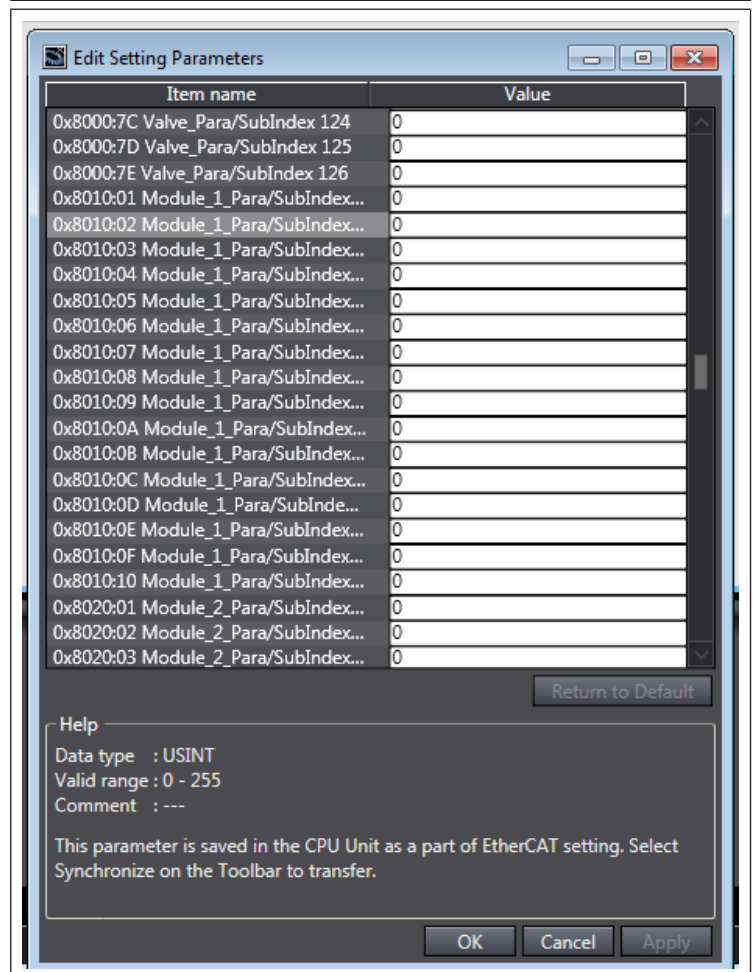 Edit Setting Parameters
Item name Value
0x8000:7C Valve_Para/SubIndex 124 0
0x8000:7D Valve_Para/SubIndex 125 0
0x8000:7E Valve_Para/SubIndex 126 0
0x8010:01 Module_1_Para/SubIndex... 0
0x8010:02 Module_1_Para/SubIndex... 0
0x8010:03 Module_1_Para/SubIndex... 0
0x8010:04 Module_1_Para/SubIndex... 0
0x8010:05 Module_1_Para/SubIndex... 0
0x8010:06 Module_1_Para/SubIndex... 0
0x8010:07 Module_1_Para/SubIndex... 0
0x8010:08 Module_1_Para/SubIndex... 0
0x8010:09 Module_1_Para/SubIndex... 0
0x8010:0A Module_1_Para/SubIndex... 0
0x8010:0B Module_1_Para/SubIndex... 0
0x8010:0C Module_1_Para/SubIndex... 0
0x8010:0D Module_1_Para/SubInde... 0
0x8010:0E Module_1_Para/SubIndex... 0
0x8010:0F Module_1_Para/SubIndex... 0
0x8010:10 Module_1_Para/SubIndex... 0
0x8020:01 Module_2_Para/SubIndex... 0
0x8020:02 Module_2_Para/SubIndex... 0
0x8020:03 Module_2_Para/SubIndex... 0
Return to Default
Help
Data type : USINT
Valid range : 0 - 255
Comment : ---
This parameter is saved in the CPU Unit as a part of EtherCAT setting. Select
Synchronize on the Toolbar to transfer.
OK Cancel Apply